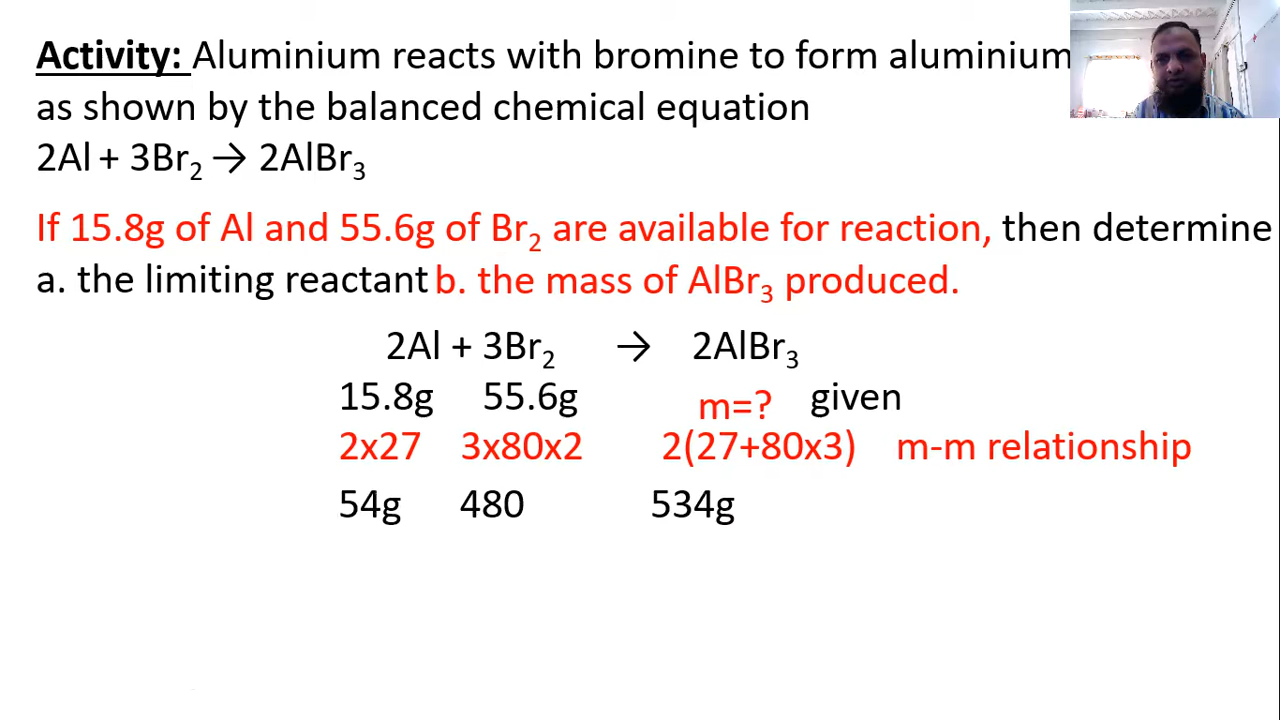 Activity: Aluminium reacts with bromine to form aluminium
as shown by the balanced chemical equation
2Al + 3Br₂ → 2AlBr₃
If 15.8g of Al and 55.6g of Br₂ are available for reaction, then determine
a. the limiting reactant b. the mass of AlBr₃ produced.
2Al + 3Br₂ → 2AlBr₃
15.8g 55.6g m=? given
2x27 3x80x2 2(27+80x3) m-m relationship
54g 480 534g